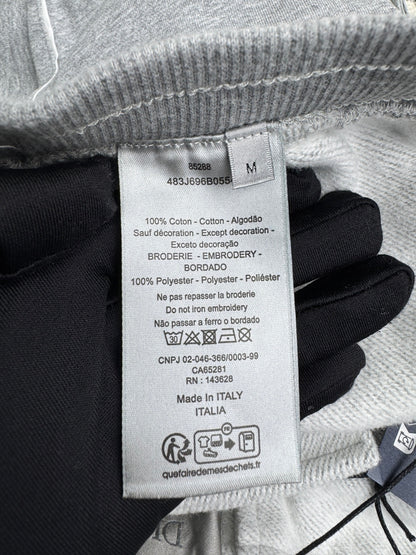 85288
M
483J696B055
100% Coton - Cotton - Algodão
Sauf décoration - Except decoration -
Exceto decoração
BRODERIE - EMBRODERY -
BORDADO
100% Polyester - Polyester - Poliéster
Ne pas repasser la broderie
Do not iron embroidery
Não passar a ferro o bordado
30
CNPJ 02-046-366/0003-99
CA65281
RN : 143628
Made In ITALY
ITALIA
FR
quefairedemesdechets.fr